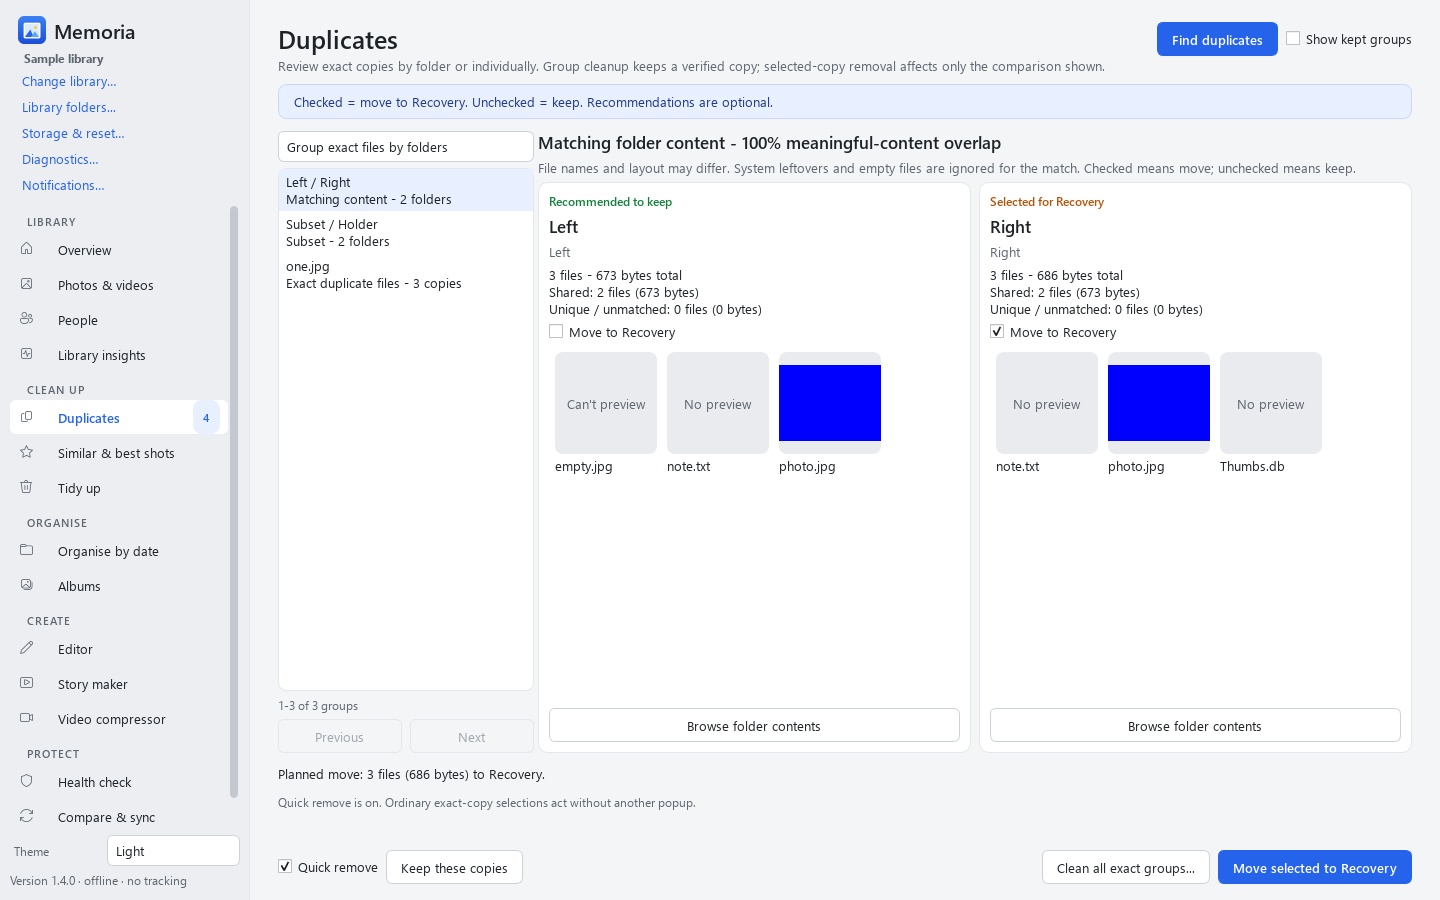 Memoria
Sample library
Change library...
Library folders...
Storage & reset...
Diagnostics...
Notifications...
LIBRARY
Overview
Photos & videos
People
Library insights
CLEAN UP
Duplicates 4
Similar & best shots
Tidy up
ORGANISE
Organise by date
Albums
CREATE
Editor
Story maker
Video compressor
PROTECT
Health check
Compare & sync
Theme Light
Version 1.4.0 · offline · no tracking
Duplicates
Find duplicates
Show kept groups
Review exact copies by folder or individually. Group cleanup keeps a verified copy; selected-copy removal affects only the comparison shown.
Checked = move to Recovery. Unchecked = keep. Recommendations are optional.
Group exact files by folders
Left / Right
Matching content - 2 folders
Subset / Holder
Subset - 2 folders
one.jpg
Exact duplicate files - 3 copies
1-3 of 3 groups
Previous
Next
Matching folder content - 100% meaningful-content overlap
File names and layout may differ. System leftovers and empty files are ignored for the match. Checked means move; unchecked means keep.
Recommended to keep
Left
Left
3 files - 673 bytes total
Shared: 2 files (673 bytes)
Unique / unmatched: 0 files (0 bytes)
Move to Recovery
Can't preview
No preview
empty.jpg
note.txt
photo.jpg
Browse folder contents
Selected for Recovery
Right
Right
3 files - 686 bytes total
Shared: 2 files (673 bytes)
Unique / unmatched: 0 files (0 bytes)
Move to Recovery
No preview
No preview
note.txt
photo.jpg
Thumbs.db
Browse folder contents
Planned move: 3 files (686 bytes) to Recovery.
Quick remove is on. Ordinary exact-copy selections act without another popup.
Quick remove
Keep these copies
Clean all exact groups...
Move selected to Recovery